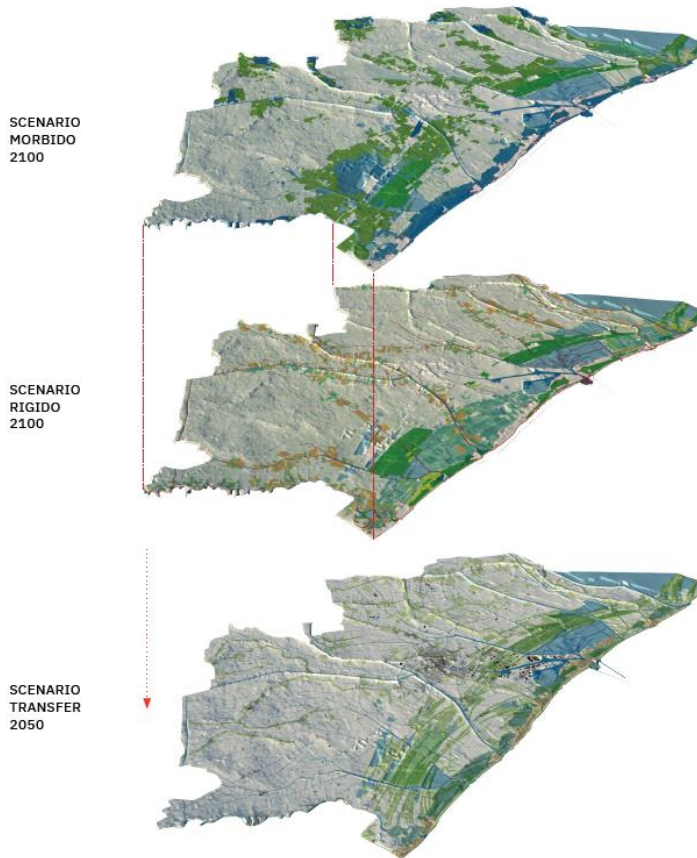 SCENARIO
MORBIDO
2100
SCENARIO
RIGIDO
2100
SCENARIO
TRANSFER
2050